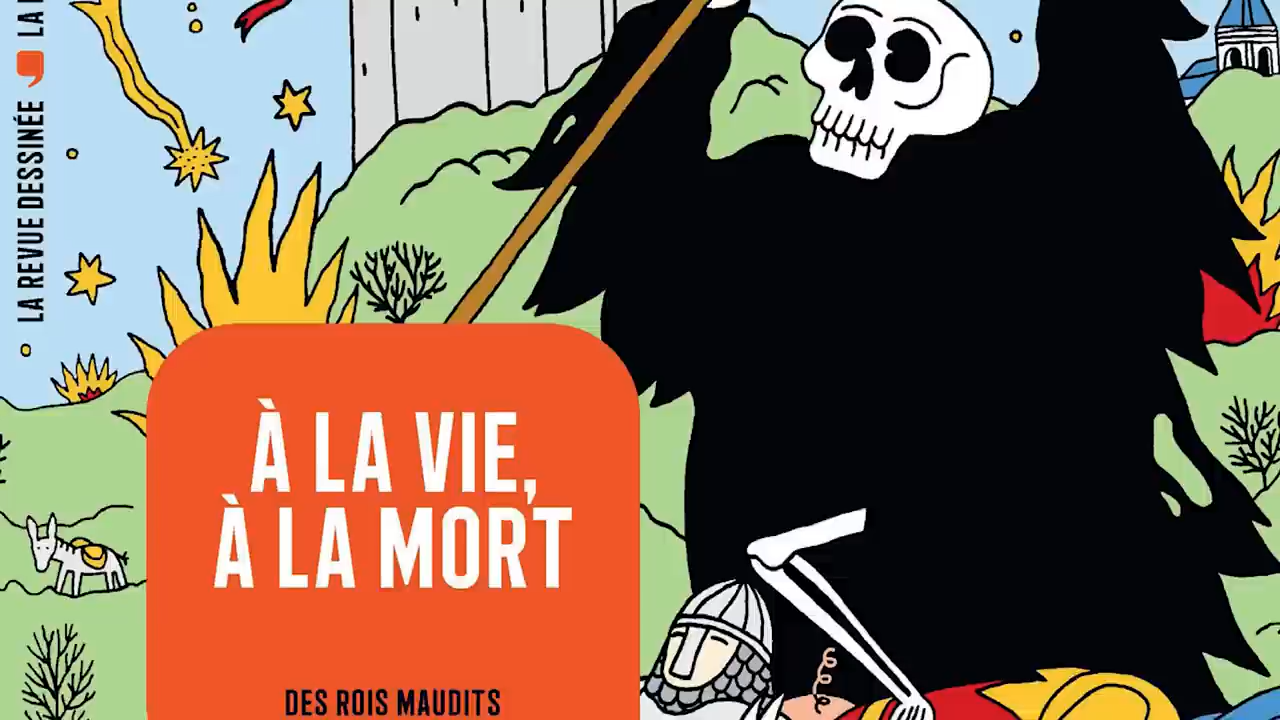 LA REVUE DESSINÉE
À LA VIE,
À LA MORT
DES ROIS MAUDITS